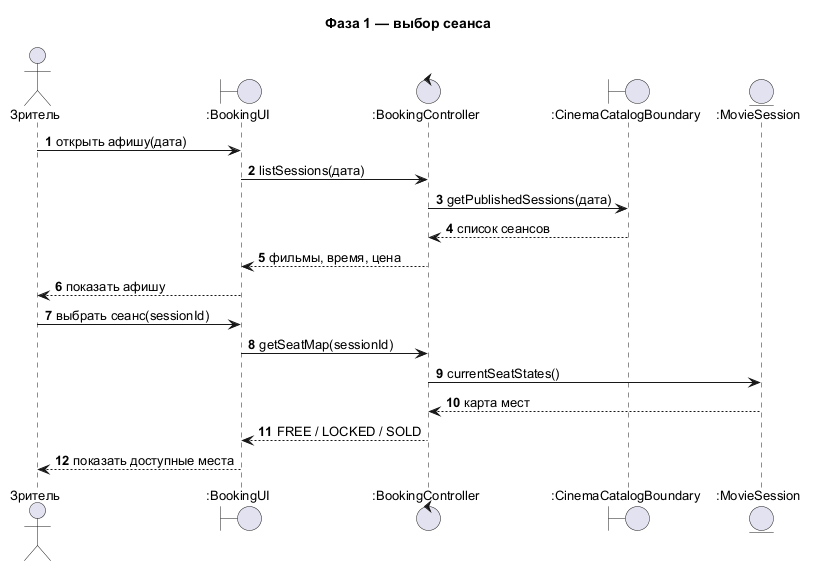 Фаза 1 — выбор сеанса
Зритель
:BookingUI
:BookingController
:CinemaCatalogBoundary
:MovieSession
1 открыть афишу(дата)
2 listSessions(дата)
3 getPublishedSessions(дата)
4 список сеансов
5 фильмы, время, цена
6 показать афишу
7 выбрать сеанс(sessionId)
8 getSeatMap(sessionId)
9 currentSeatStates()
10 карта мест
11 FREE / LOCKED / SOLD
12 показать доступные места
Зритель
:BookingUI
:BookingController
:CinemaCatalogBoundary
:MovieSession